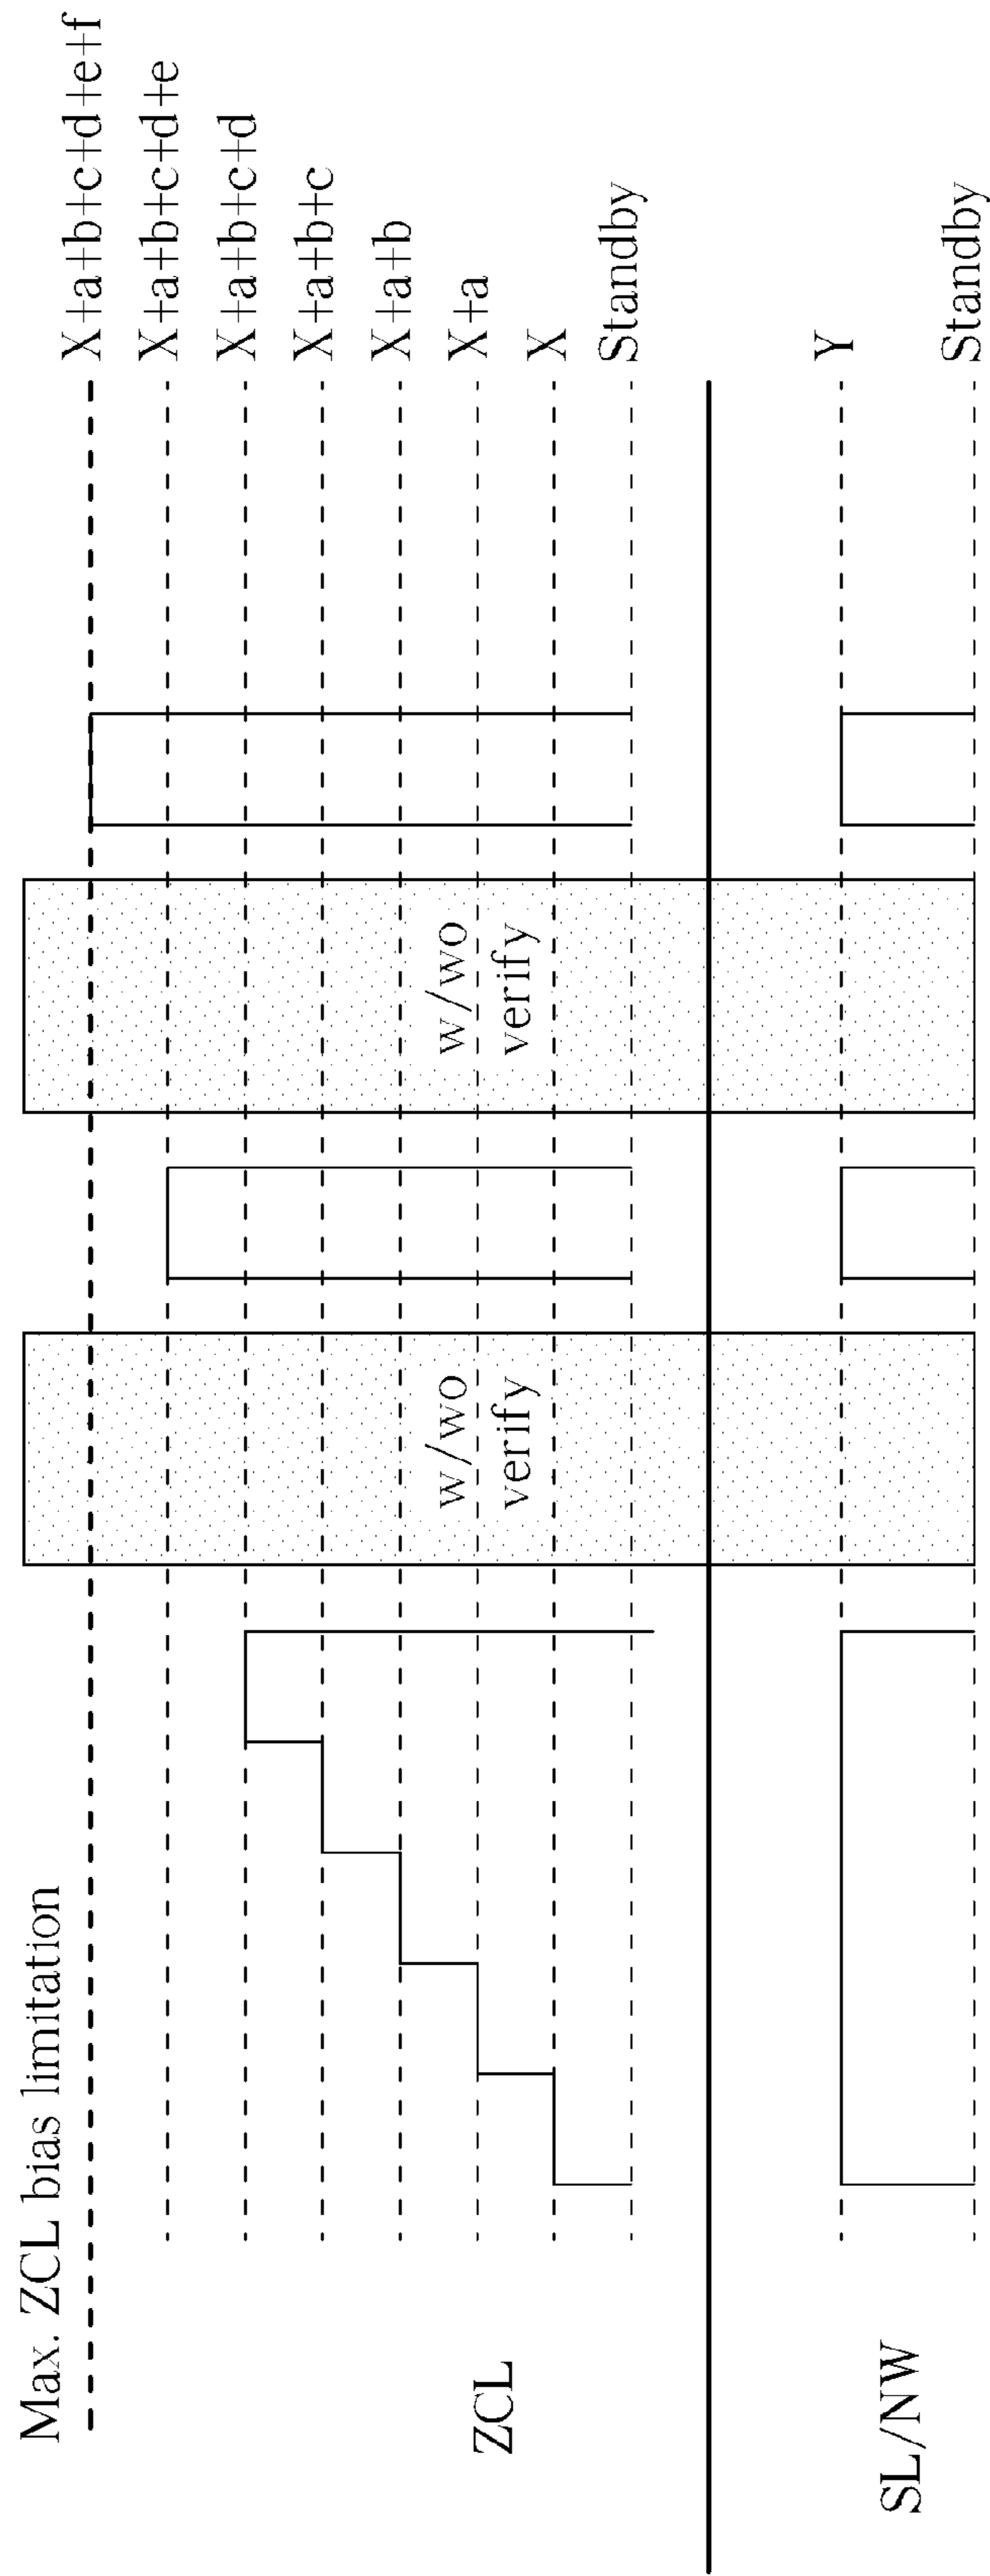 Max. ZCL bias limitation
X+a+b+c+d+e+f
X+a+b+c+d+e
X+a+b+c+d
X+a+b+c
X+a+b
X+a
X
Standby
ZCL
w/wo
verify
w/wo
verify
Y
Standby
SL/NW